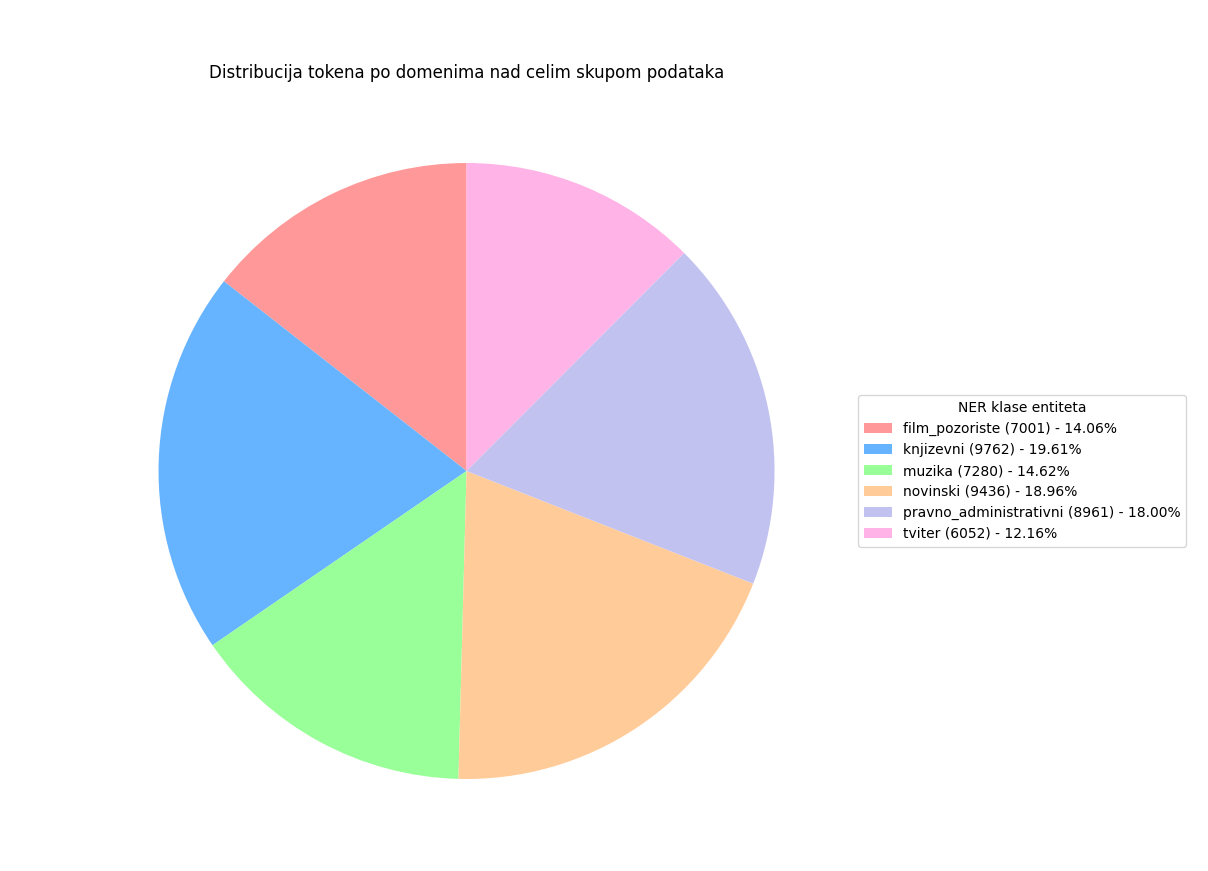 Distribucija tokena po domenima nad celim skupom podataka
NER klase entiteta
film_pozoriste (7001) - 14.06%
knjizevni (9762) - 19.61%
muzika (7280) - 14.62%
novinski (9436) - 18.96%
pravno_administrativni (8961) - 18.00%
tviter (6052) - 12.16%